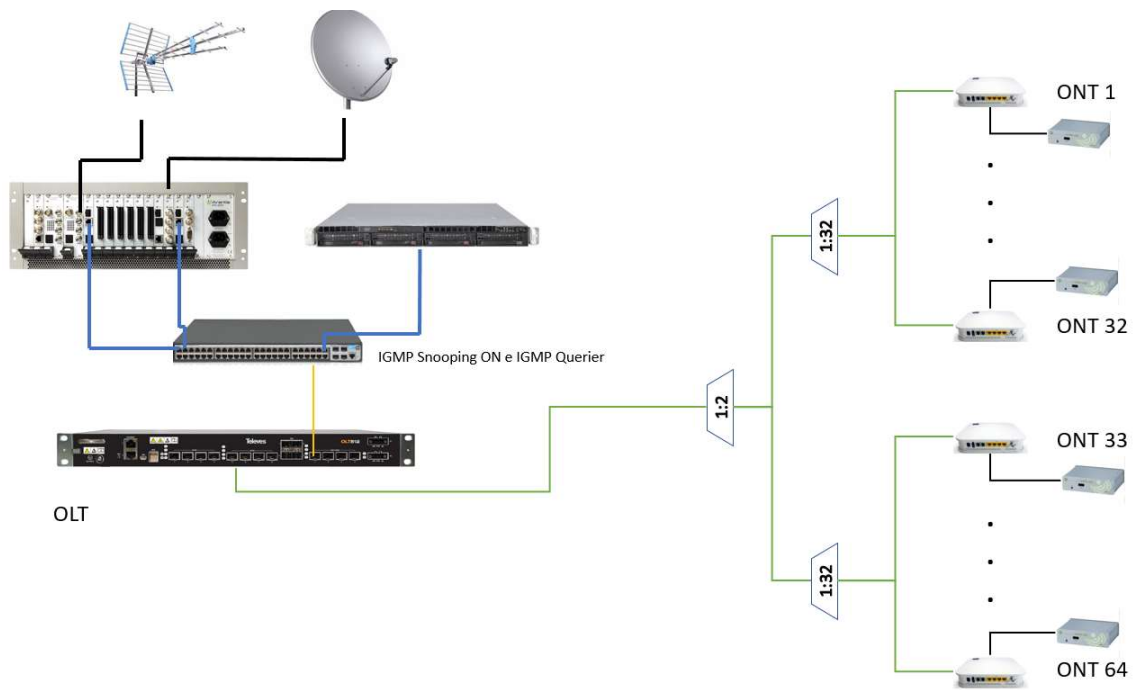 ONT 1
1:32
ONT 32
IGMP Snooping ON e IGMP Querier
1:2
Televes
OLT
ONT 33
1:32
ONT 64